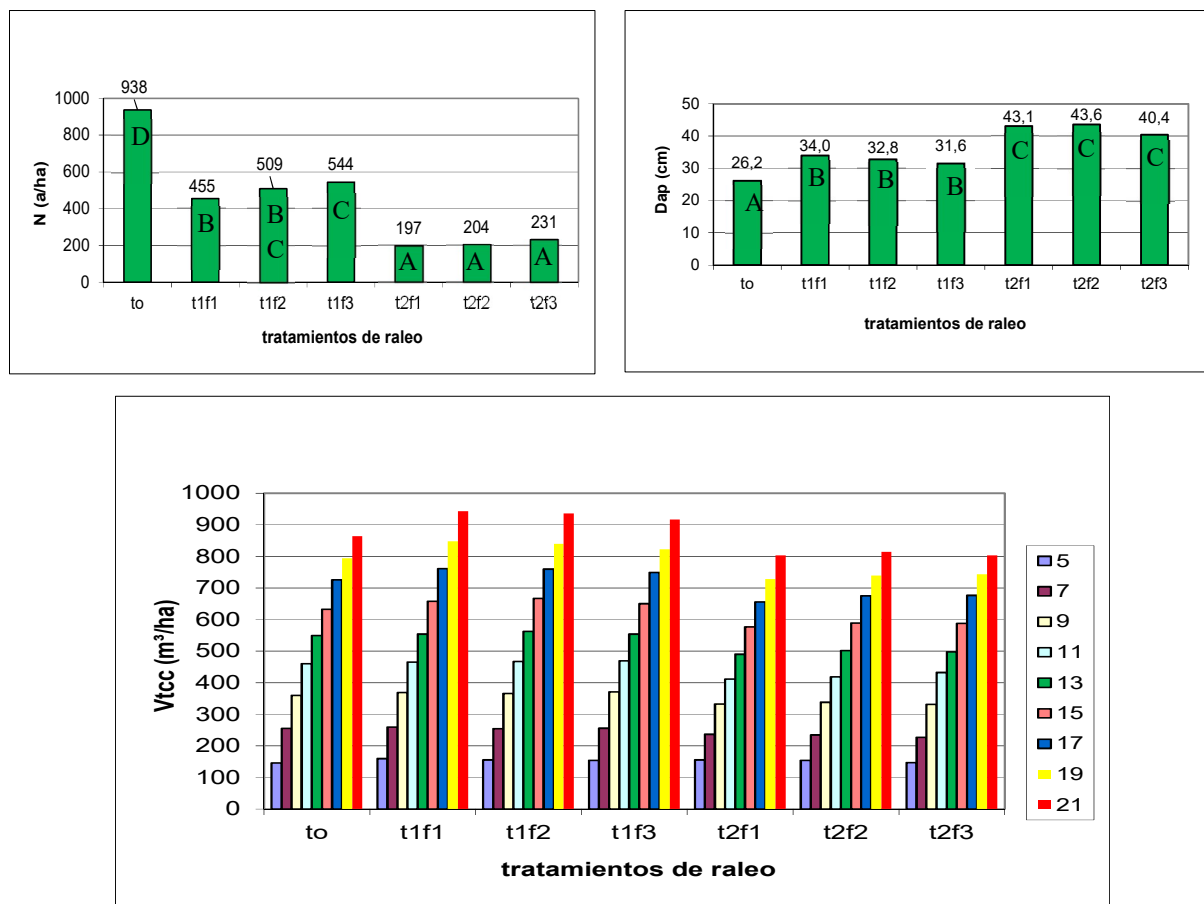 938
1000
800
600
400
200
0
N (a/ha)
D
455
B
509
B
C
544
C
197
A
204
A
231
A
to t1f1 t1f2 t1f3 t2f1 t2f2 t2f3
tratamientos de raleo
50
40
30
20
10
0
Dap (cm)
26,2
A
34,0
B
32,8
B
31,6
B
43,1
C
43,6
C
40,4
C
to t1f1 t1f2 t1f3 t2f1 t2f2 t2f3
tratamientos de raleo
1000
900
800
700
600
500
400
300
200
100
0
Vtcc (m³/ha)
to t1f1 t1f2 t1f3 t2f1 t2f2 t2f3
tratamientos de raleo
5
7
9
11
13
15
17
19
21